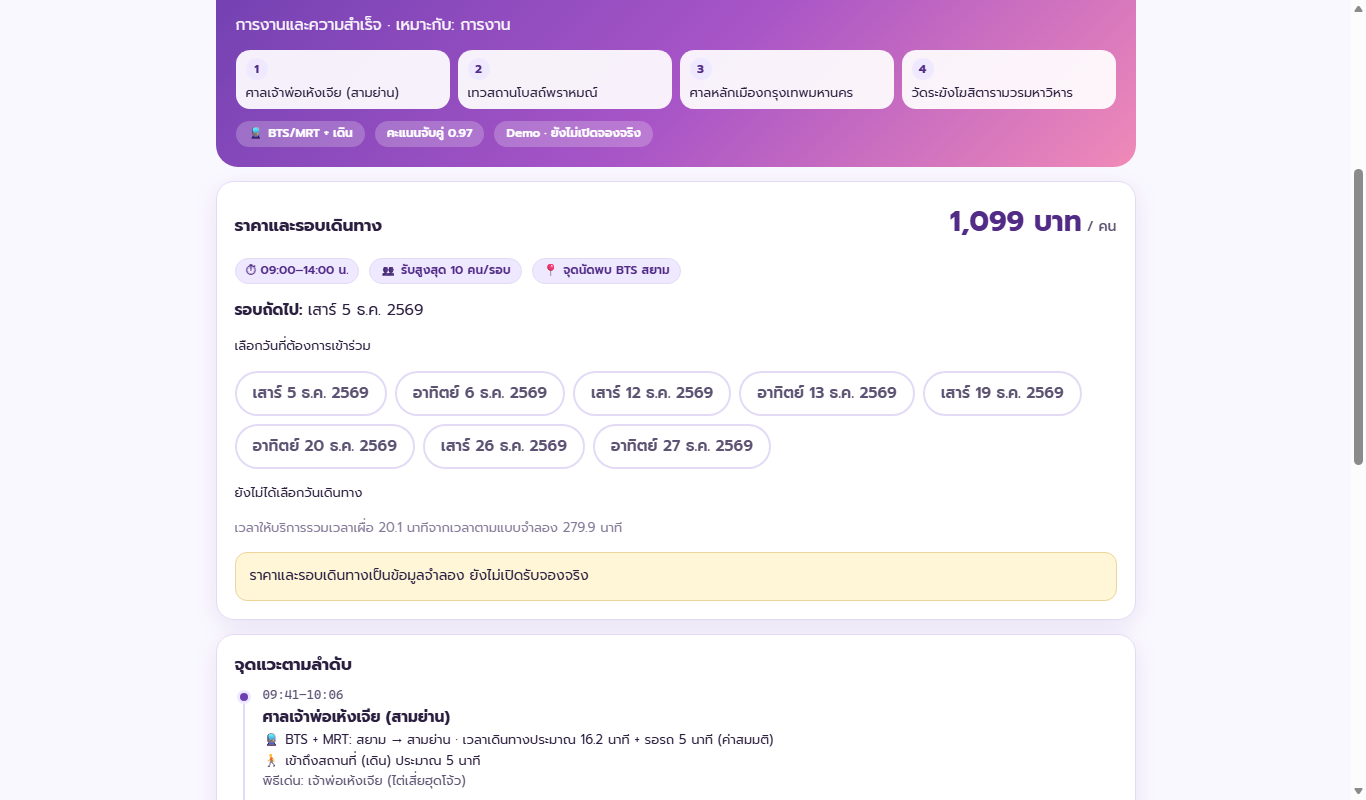 การงานและความสำเร็จ · เหมาะกับ: การงาน
1
ศาลเจ้าพ่อเห้งเจีย (สามย่าน)
2
เทวสถานโบสถ์พราหมณ์
3
ศาลหลักเมืองกรุงเทพมหานคร
4
วัดระฆังโฆสิตารามวรมหาวิหาร
BTS/MRT + เดิน
คะแนนจับคู่ 0.97
Demo · ยังไม่เปิดจองจริง
ราคาและรอบเดินทาง
1,099 บาท / คน
09:00–14:00 น.
รับสูงสุด 10 คน/รอบ
จุดนัดพบ BTS สยาม
รอบถัดไป: เสาร์ 5 ธ.ค. 2569
เลือกวันที่ต้องการเข้าร่วม
เสาร์ 5 ธ.ค. 2569
อาทิตย์ 6 ธ.ค. 2569
เสาร์ 12 ธ.ค. 2569
อาทิตย์ 13 ธ.ค. 2569
เสาร์ 19 ธ.ค. 2569
อาทิตย์ 20 ธ.ค. 2569
เสาร์ 26 ธ.ค. 2569
อาทิตย์ 27 ธ.ค. 2569
ยังไม่ได้เลือกวันเดินทาง
เวลาให้บริการรวมเวลาเผื่อ 20.1 นาทีจากเวลาตามแบบจำลอง 279.9 นาที
ราคาและรอบเดินทางเป็นข้อมูลจำลอง ยังไม่เปิดรับจองจริง
จุดแวะตามลำดับ
09:41–10:06
ศาลเจ้าพ่อเห้งเจีย (สามย่าน)
BTS + MRT: สยาม → สามย่าน · เวลาเดินทางประมาณ 16.2 นาที + รอรถ 5 นาที (ค่าสมมติ)
เข้าถึงสถานที่ (เดิน) ประมาณ 5 นาที
พิธีเด่น: เจ้าพ่อเห้งเจีย (ไต่เสี่ยฮุดโจ้ว)